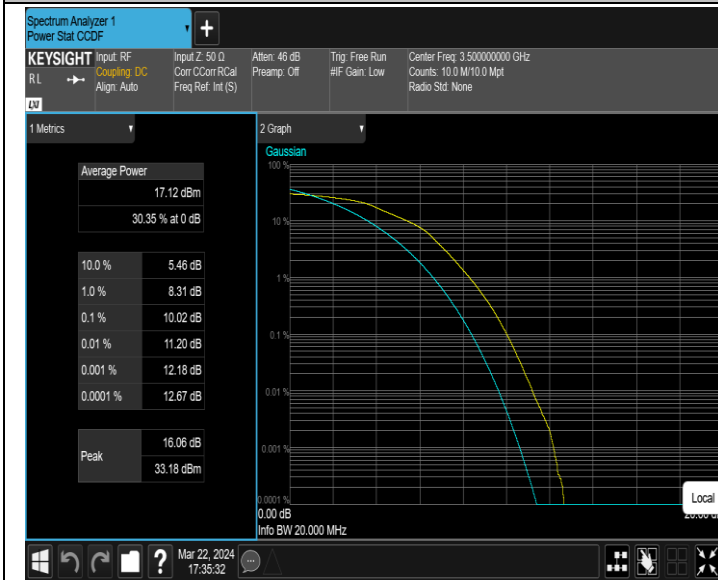 Spectrum Analyzer 1
Power Stat CCDF
+
KEYSIGHT
RL
LXI
Input: RF
Coupling: DC
Align: Auto
Input Z: 50 Ω
Corr CCorr RCal
Freq Ref: Int (S)
Atten: 46 dB
Preamp: Off
Trig: Free Run
#IF Gain: Low
Center Freq: 3.500000000 GHz
Counts: 10.0 M/10.0 Mpt
Radio Std: None
1 Metrics
Average Power
17.12 dBm
30.35 % at 0 dB
10.0 % 5.46 dB
1.0 % 8.31 dB
0.1 % 10.02 dB
0.01 % 11.20 dB
0.001 % 12.18 dB
0.0001 % 12.67 dB
Peak
16.06 dB
33.18 dBm
2 Graph
Gaussian
100 %
10 %
1 %
0.1 %
0.01 %
0.001 %
0.0001 %
0.00 dB
Info BW 20.000 MHz
Local
?
Mar 22, 2024
17:35:32